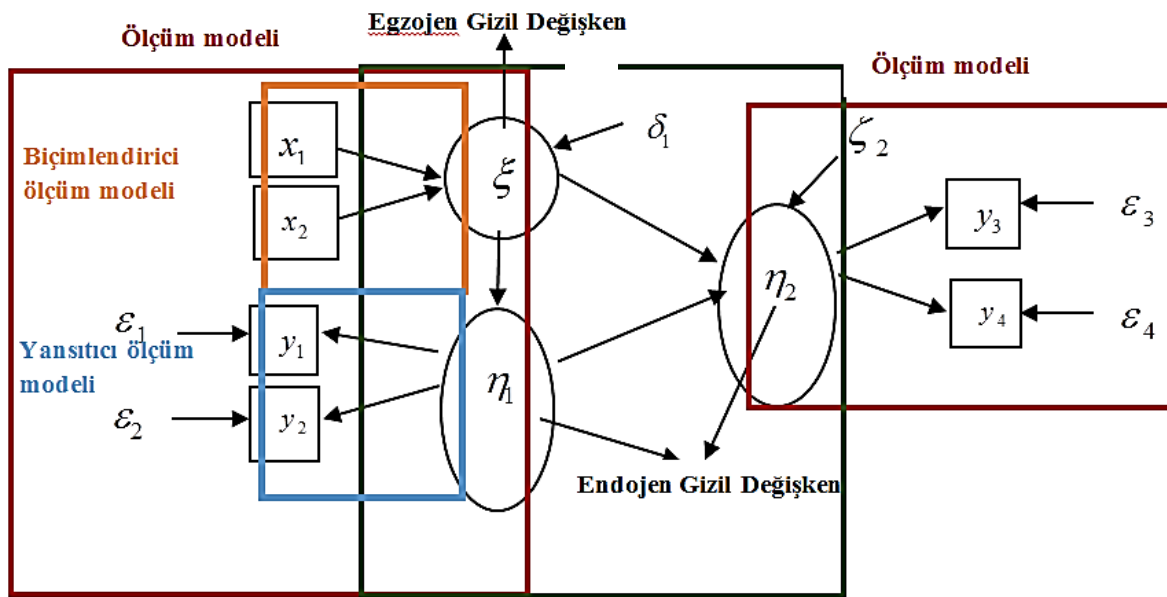 Egzojen Gizil Değişken
Ölçüm modeli
Ölçüm modeli
Biçimlendirici
ölçüm modeli
x₁
x₂
ξ
δ₁
ζ₂
η₂
y₃
ε₃
y₄
ε₄
ε₁
y₁
Yansıtıcı ölçüm
modeli
η₁
ε₂
y₂
Endojen Gizil Değişken